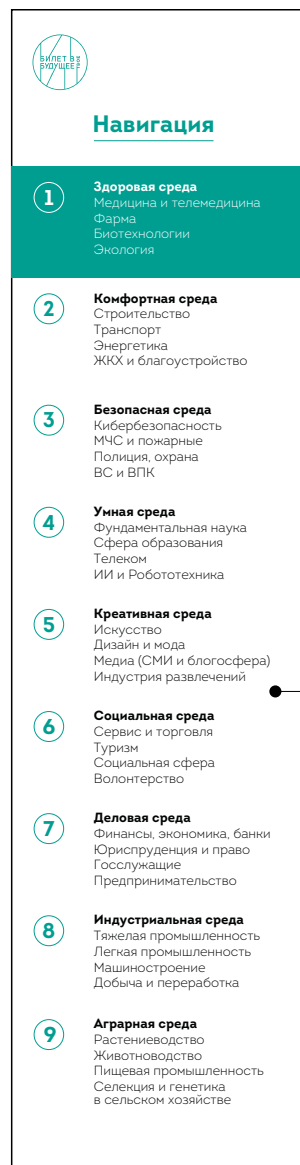 БИЛЕТ В
БУДУЩЕЕ
Навигация
1
Здоровая среда
Медицина и телемедицина
Фарма
Биотехнологии
Экология
2
Комфортная среда
Строительство
Транспорт
Энергетика
ЖКХ и благоустройство
3
Безопасная среда
Кибербезопасность
МЧС и пожарные
Полиция, охрана
ВС и ВПК
4
Умная среда
Фундаментальная наука
Сфера образования
Телеком
ИИ и Робототехника
5
Креативная среда
Искусство
Дизайн и мода
Медиа (СМИ и блогосфера)
Индустрия развлечений
6
Социальная среда
Сервис и торговля
Туризм
Социальная сфера
Волонтерство
7
Деловая среда
Финансы, экономика, банки
Юриспруденция и право
Госслужащие
Предпринимательство
8
Индустриальная среда
Тяжелая промышленность
Легкая промышленность
Машиностроение
Добыча и переработка
9
Аграрная среда
Растениеводство
Животноводство
Пищевая промышленность
Селекция и генетика
в сельском хозяйстве